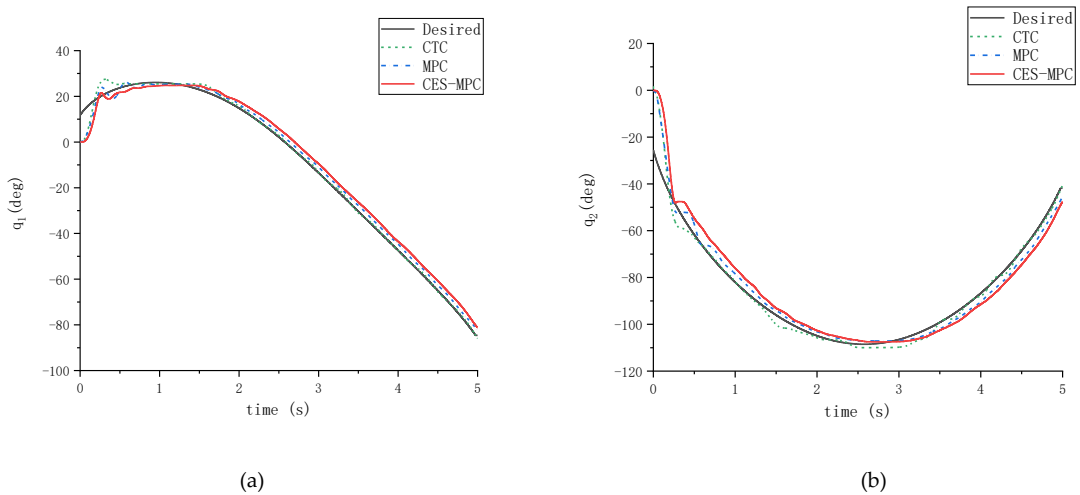 Desired
CTC
MPC
CES-MPC
40
20
0
-20
-40
-60
-80
-100
q1(deg)
0 1 2 3 4 5
time (s)
(a)
Desired
CTC
MPC
CES-MPC
20
0
-20
-40
-60
-80
-100
-120
q2(deg)
0 1 2 3 4 5
time (s)
(b)